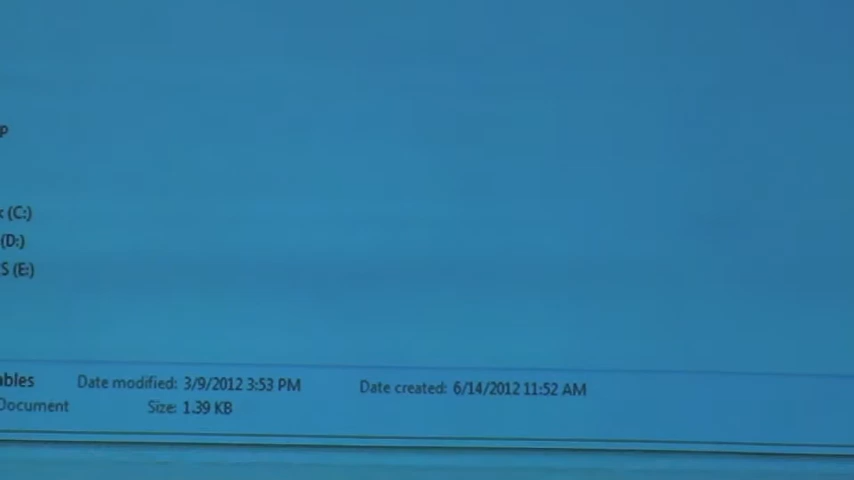 (C:)
(D:)
S (E:)
Date modified: 3/9/2012 3:53 PM Date created: 6/14/2012 11:52 AM
Document Size: 1.39 KB